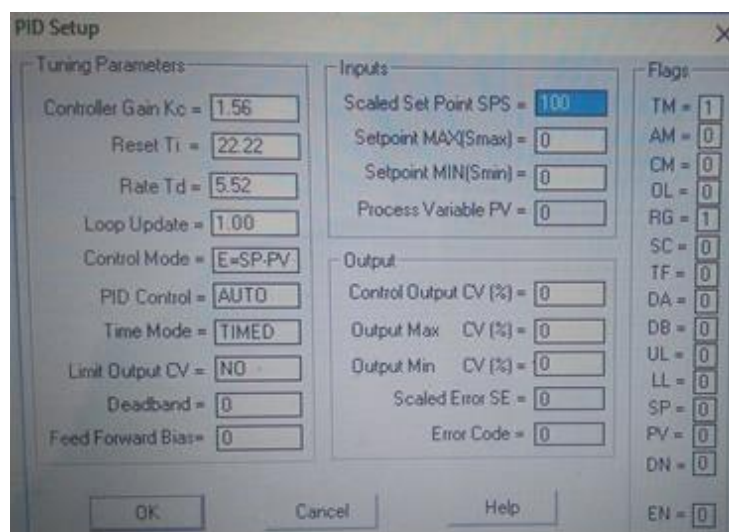 PID Setup
Tuning Parameters
Controller Gain Kc = 1.56
Reset Ti = 22.22
Rate Td = 5.52
Loop Update = 1.00
Control Mode = E=SP-PV
PID Control = AUTO
Time Mode = TIMED
Limit Output CV = NO
Deadband = 0
Feed Forward Bias= 0
Inputs
Scaled Set Point SPS = 100
Setpoint MAX(Smax) = 0
Setpoint MIN(Smin) = 0
Process Variable PV = 0
Output
Control Output CV (%) = 0
Output Max CV (%) = 0
Output Min CV (%) = 0
Scaled Error SE = 0
Error Code = 0
Flags
TM = 1
AM = 0
CM = 0
OL = 0
RG = 1
SC = 0
TF = 0
DA = 0
DB = 0
UL = 0
LL = 0
SP = 0
PV = 0
DN = 0
EN = 0
OK
Cancel
Help